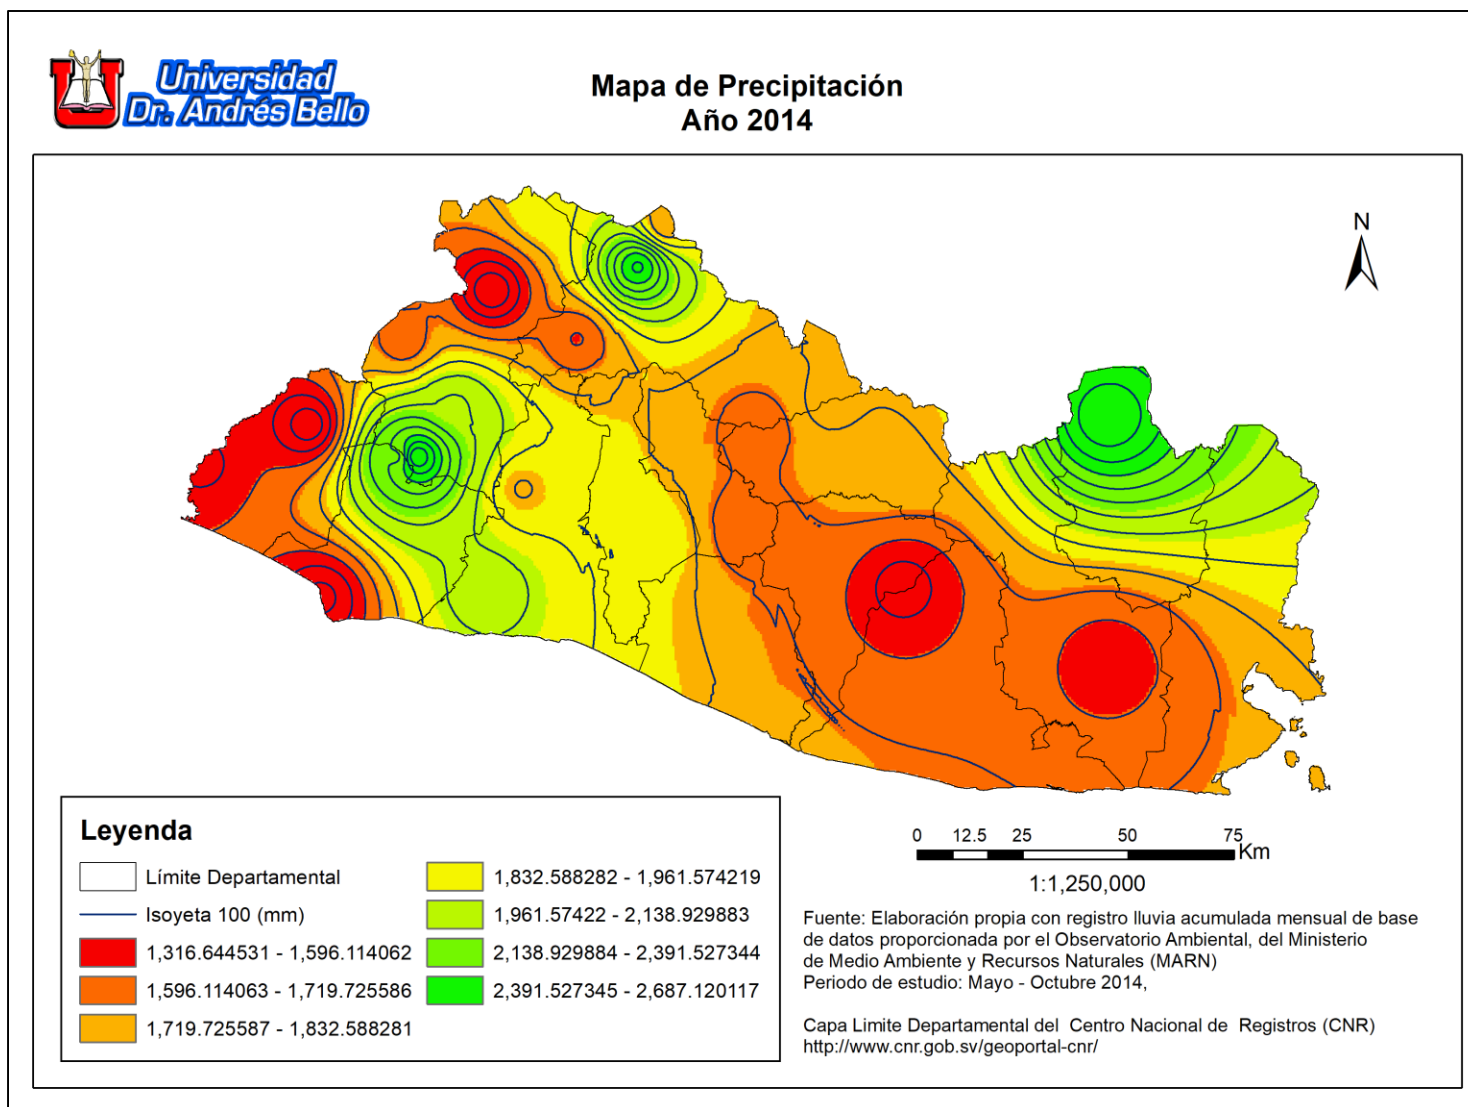 Universidad
Dr. Andrés Bello
Mapa de Precipitación
Año 2014
N
Leyenda
Límite Departamental
Isoyeta 100 (mm)
1,316.644531 - 1,596.114062
1,596.114063 - 1,719.725586
1,719.725587 - 1,832.588281
1,832.588282 - 1,961.574219
1,961.57422 - 2,138.929883
2,138.929884 - 2,391.527344
2,391.527345 - 2,687.120117
0 12.5 25 50 75
Km
1:1,250,000
Fuente: Elaboración propia con registro lluvia acumulada mensual de base
de datos proporcionada por el Observatorio Ambiental, del Ministerio
de Medio Ambiente y Recursos Naturales (MARN)
Periodo de estudio: Mayo - Octubre 2014,
Capa Limite Departamental del Centro Nacional de Registros (CNR)
http://www.cnr.gob.sv/geoportal-cnr/